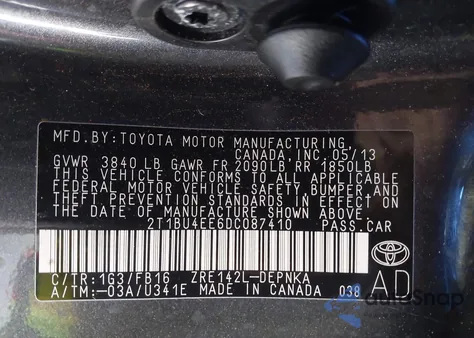 MFD.BY:TOYOTA MOTOR MANUFACTURING,
CANADA,INC. 05/13
GVWR 3840 LB GAWR FR 2090LB RR 1850LB
THIS VEHICLE CONFORMS TO ALL APPLICABLE
FEDERAL MOTOR VEHICLE SAFETY, BUMPER,AND
THEFT PREVENTION STANDARDS IN EFFECT ON
THE DATE OF MANUFACTURE SHOWN ABOVE.
2T1BU4EE6DC087410 PASS.CAR
C/TR:1G3/FB16 ZRE142L-DEPNKA
A/TM:-03A/U341E MADE IN CANADA 038
AD
autoSnap